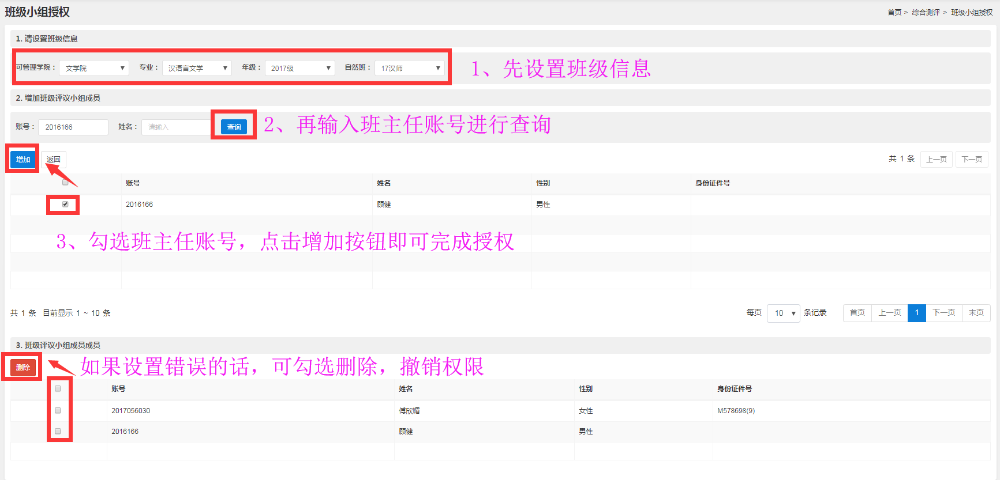 班级小组授权
首页 > 综合测评 > 班级小组授权
1. 请设置班级信息
可管理学院： 文学院 专业： 汉语言文学 年级： 2017级 自然班： 17汉师
1、先设置班级信息
2. 增加班级评议小组成员
账号： 2016166 姓名： 请输入 查询
2、再输入班主任账号进行查询
增加 返回 共 1 条 上一页 下一页
账号 姓名 性别 身份证件号
2016166 顾健 男性
3、勾选班主任账号，点击增加按钮即可完成授权
共 1 条 目前显示 1 ~ 10 条 每页 10 条记录 首页 上一页 1 下一页 末页
3. 班级评议小组成员成员
删除 如果设置错误的话，可勾选删除，撤销权限
账号 姓名 性别 身份证件号
2017056030 傅欣媚 女性 M578698(9)
2016166 顾健 男性